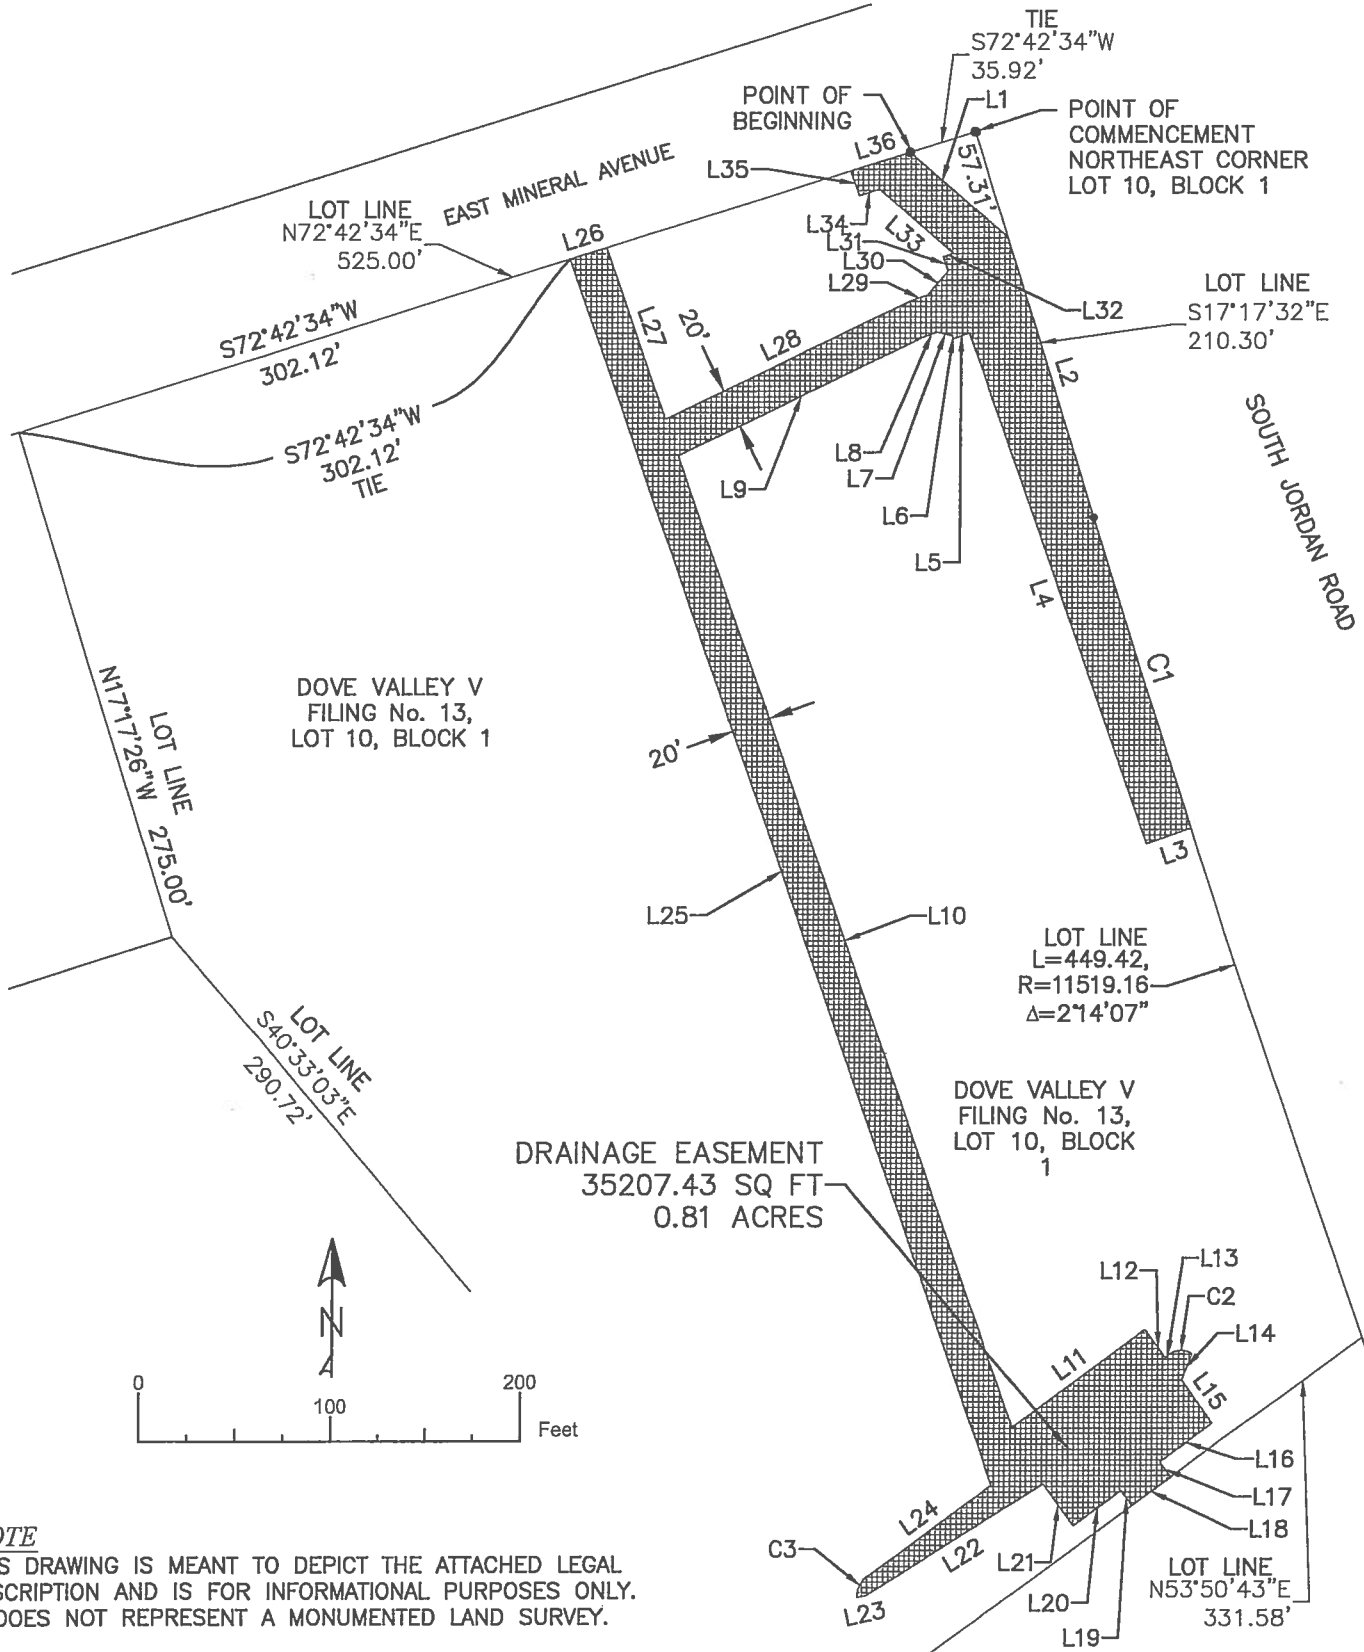 TIE
S72°42'34"W
35.92'
POINT OF
BEGINNING
L1
POINT OF
COMMENCEMENT
NORTHEAST CORNER
LOT 10, BLOCK 1
L36
57.31'
L35
EAST MINERAL AVENUE
LOT LINE
N72°42'34"E
525.00'
L26
L34
L33
L31
L30
L29
L32
LOT LINE
S17°17'32"E
210.30'
S72°42'34"W
302.12'
L27
20'
L28
L2
S72°42'34"W
302.12'
TIE
L8
L7
L9
L6
L5
SOUTH JORDAN ROAD
L4
C1
LOT LINE
N17°17'26"W 275.00'
DOVE VALLEY V
FILING No. 13,
LOT 10, BLOCK 1
20'
L3
L25
L10
LOT LINE
L=449.42,
R=11519.16
Δ=2°14'07"
LOT LINE
S40°33'03"E
290.72'
DOVE VALLEY V
FILING No. 13,
LOT 10, BLOCK
1
DRAINAGE EASEMENT
35207.43 SQ FT
0.81 ACRES
N
L12
L13
C2
L14
L11
L15
0
100
200
Feet
L16
L17
L18
L24
C3
L22
L21
L23
L20
L19
LOT LINE
N53°50'43"E
331.58'
OTE
S DRAWING IS MEANT TO DEPICT THE ATTACHED LEGAL
SCRIPTION AND IS FOR INFORMATIONAL PURPOSES ONLY.
DOES NOT REPRESENT A MONUMENTED LAND SURVEY.